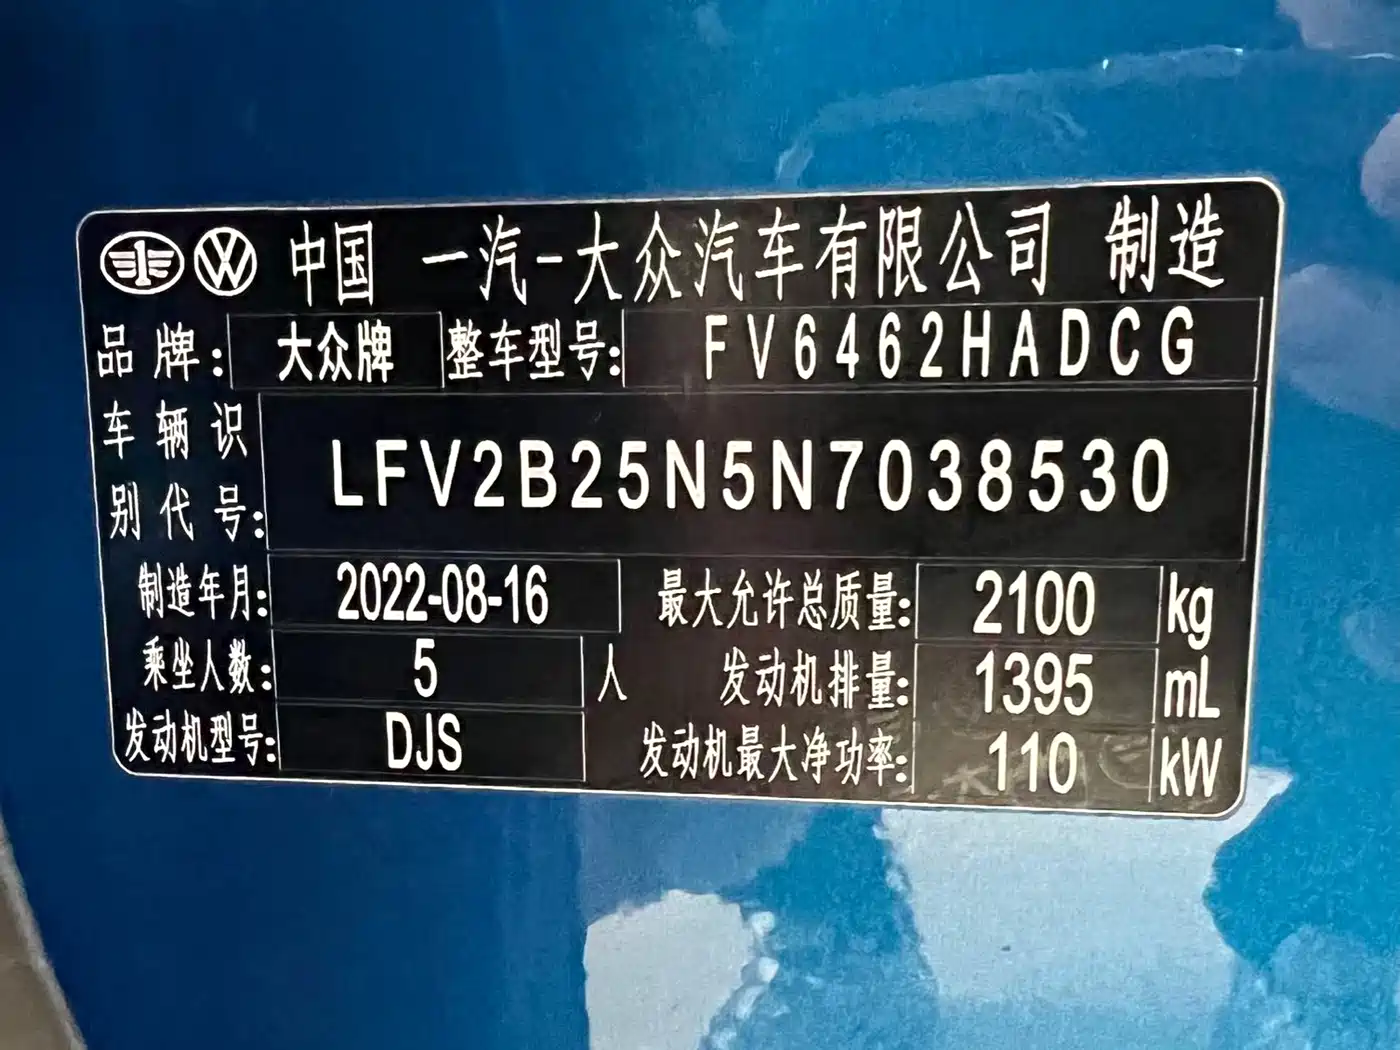 中国 一汽-大众汽车有限公司 制造
品牌: 大众牌 整车型号: FV6462HADCG
车辆识别代号: LFV2B25N5N7038530
制造年月: 2022-08-16 最大允许总质量: 2100 kg
乘坐人数: 5 人 发动机排量: 1395 mL
发动机型号: DJS 发动机最大净功率: 110 kW